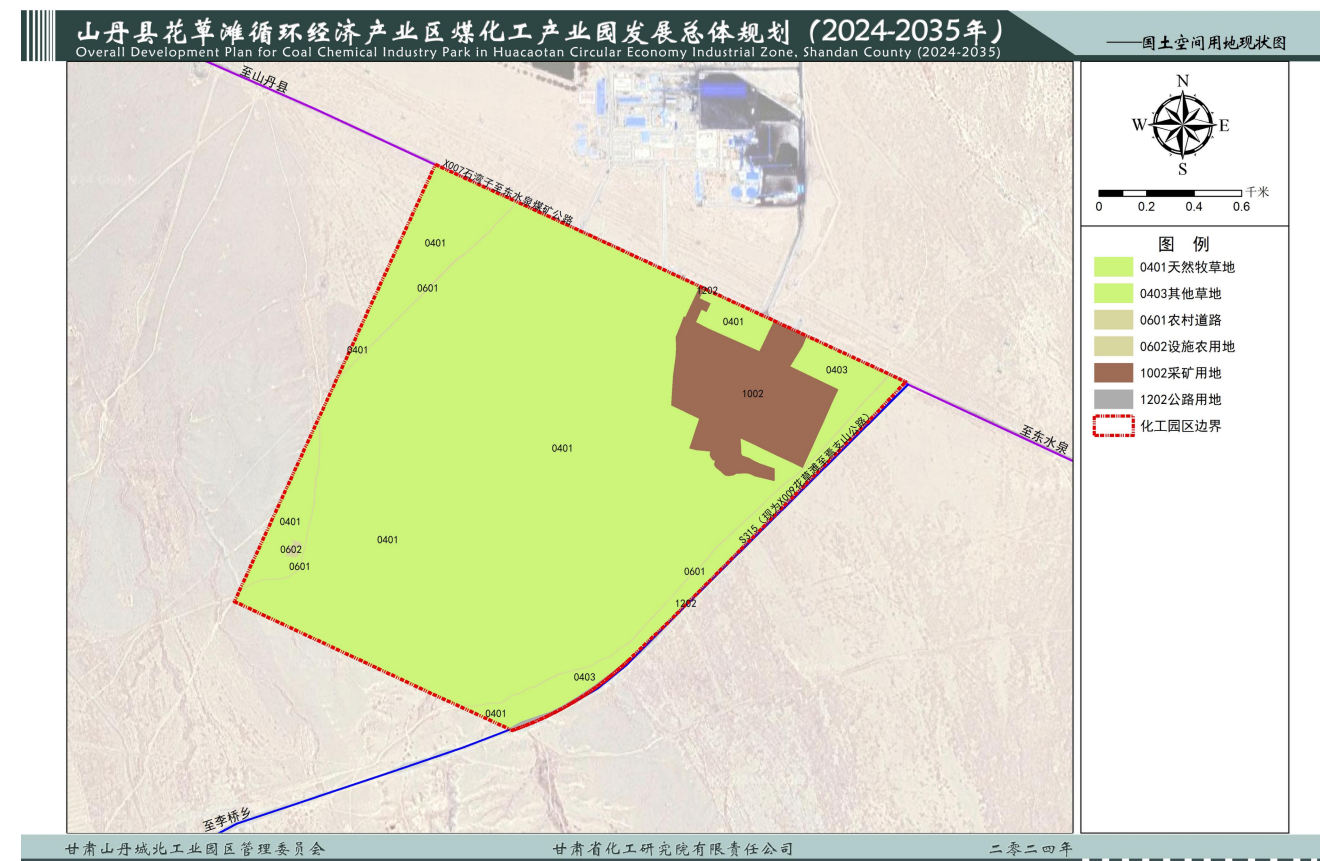 山丹县花草滩循环经济产业区煤化工产业园发展总体规划（2024-2035年）
Overall Development Plan for Coal Chemical Industry Park in Huacaotan Circular Economy Industrial Zone, Shandan County (2024-2035)
——国土空间用地现状图
至山丹县
X007石湾子至东水泉煤矿公路
0401
0601
0401
1202
0401
0403
1002
至东水泉
0401
S315（现为X009花草滩至焉支山公路）
0401
0401
0602
0601
0601
1202
0403
0401
至李桥乡
N
W
E
S
千米
0 0.2 0.4 0.6
图 例
0401天然牧草地
0403其他草地
0601农村道路
0602设施农用地
1002采矿用地
1202公路用地
化工园区边界
甘肃山丹城北工业园区管理委员会
甘肃省化工研究院有限责任公司
二零二四年